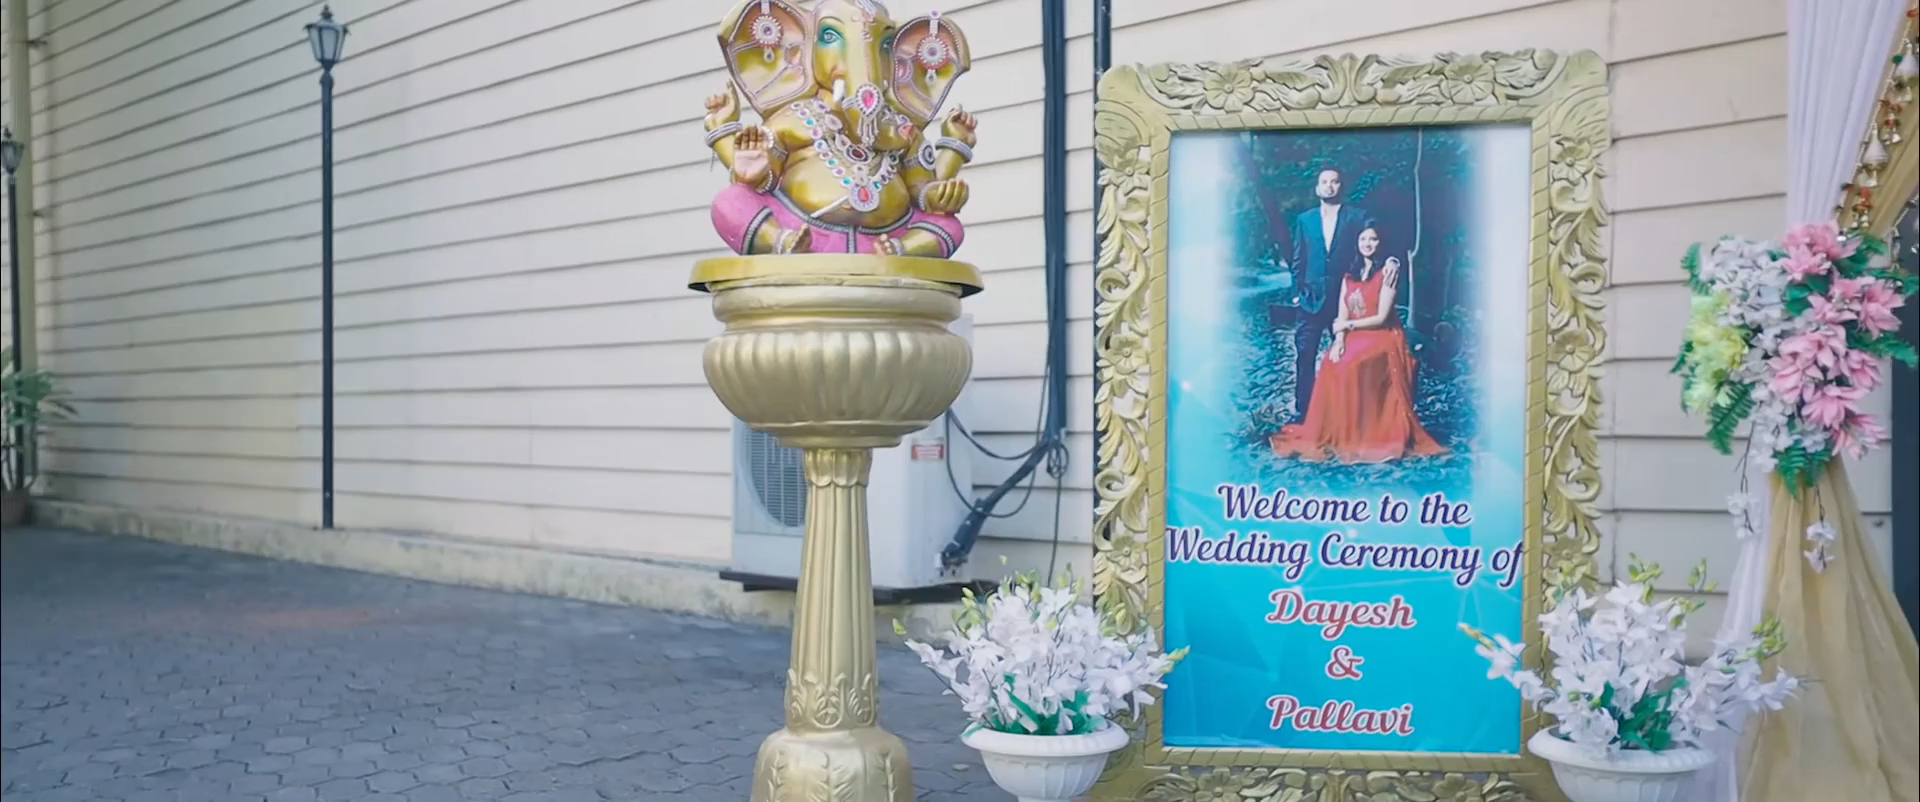 Welcome to the
Wedding Ceremony of
Dayesh
&
Pallavi